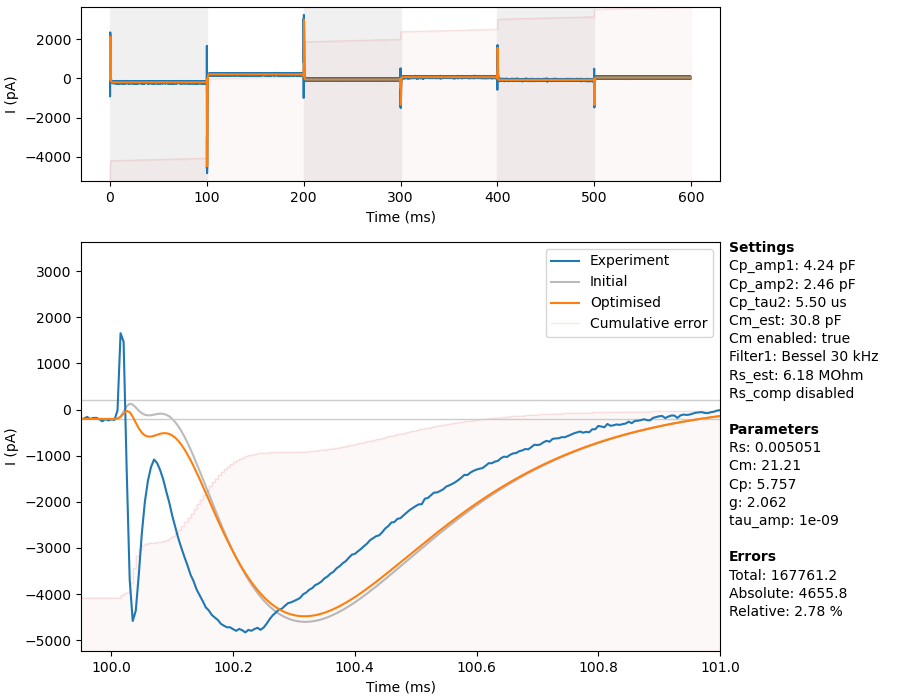 2000
0
−2000
−4000
I (pA)
0 100 200 300 400 500 600
Time (ms)
3000
2000
1000
0
−1000
−2000
−3000
−4000
−5000
I (pA)
100.0 100.2 100.4 100.6 100.8 101.0
Time (ms)
Experiment
Initial
Optimised
Cumulative error
Settings
Cp_amp1: 4.24 pF
Cp_amp2: 2.46 pF
Cp_tau2: 5.50 us
Cm_est: 30.8 pF
Cm enabled: true
Filter1: Bessel 30 kHz
Rs_est: 6.18 MOhm
Rs_comp disabled
Parameters
Rs: 0.005051
Cm: 21.21
Cp: 5.757
g: 2.062
tau_amp: 1e-09
Errors
Total: 167761.2
Absolute: 4655.8
Relative: 2.78 %